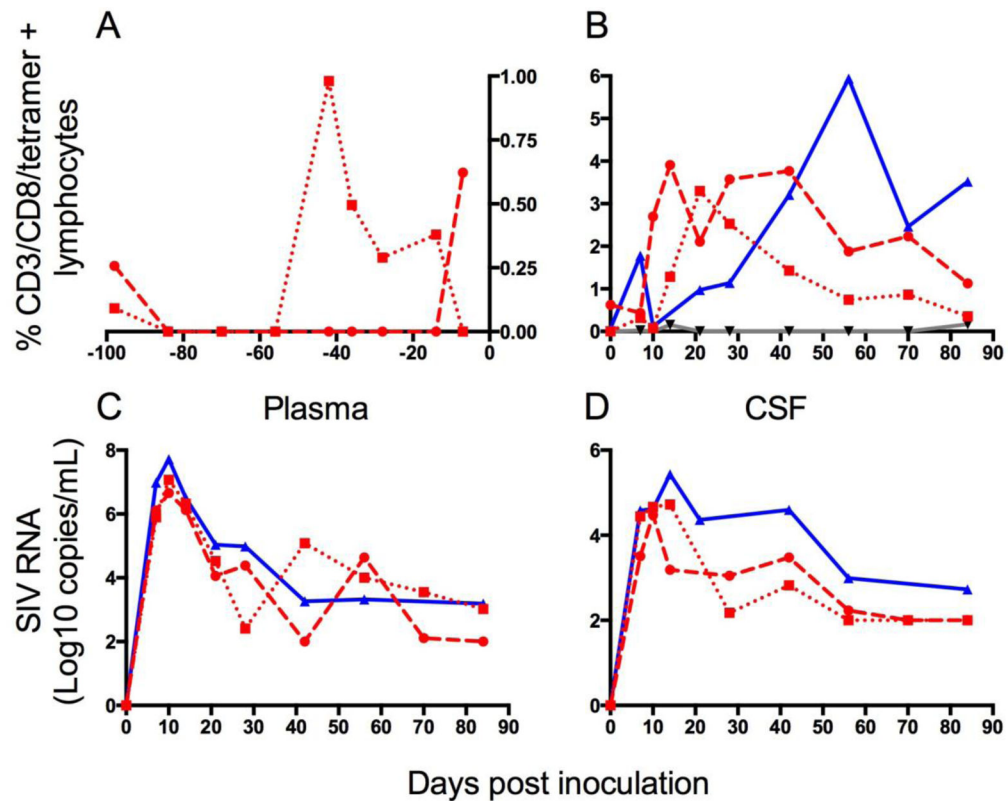 A
B
% CD3/CD8/tetramer +
lymphocytes
1.00
0.75
0.50
0.25
0.00
-100 -80 -60 -40 -20 0
6
5
4
3
2
1
0
0 10 20 30 40 50 60 70 80 90
C Plasma
D CSF
SIV RNA
(Log10 copies/mL)
8
6
4
2
0
0 10 20 30 40 50 60 70 80 90
6
4
2
0
0 10 20 30 40 50 60 70 80 90
Days post inoculation